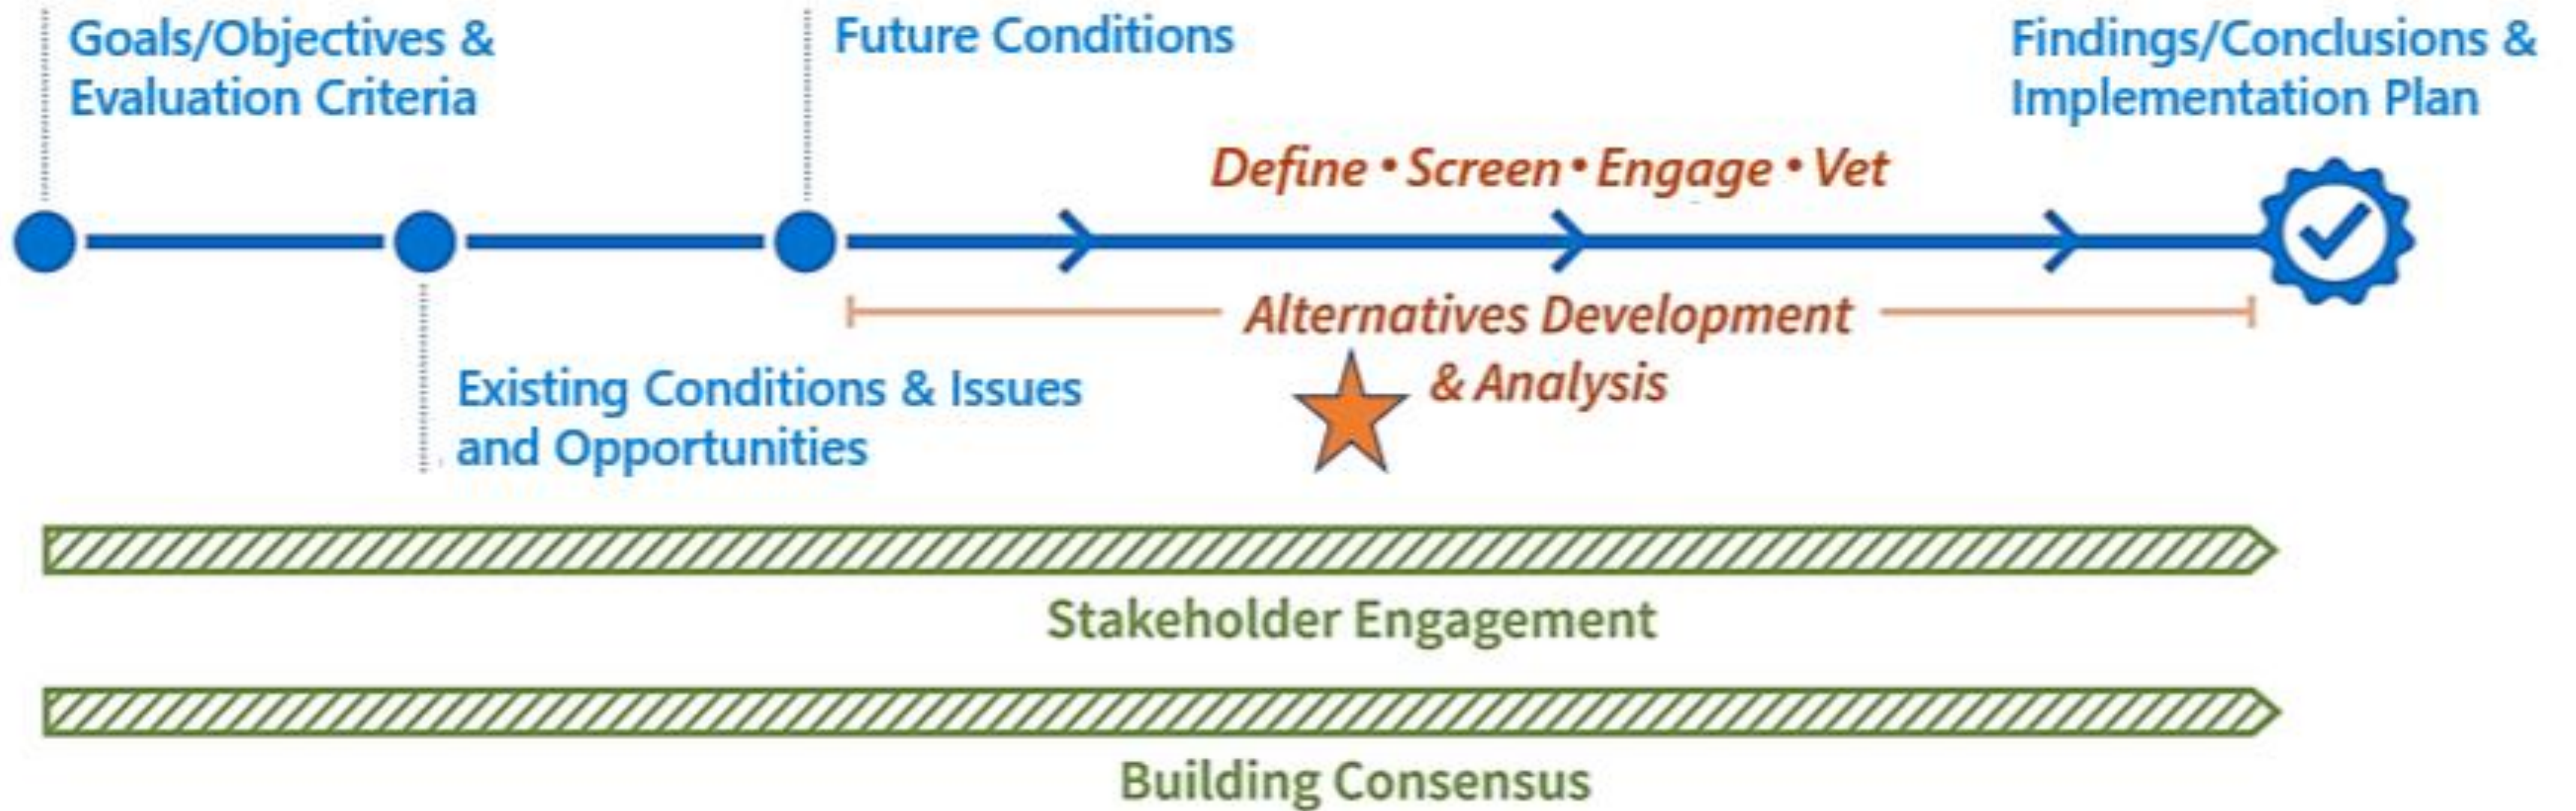 Goals/Objectives &
Evaluation Criteria
Future Conditions
Findings/Conclusions &
Implementation Plan
Define • Screen • Engage • Vet
Alternatives Development
& Analysis
Existing Conditions & Issues
and Opportunities
Stakeholder Engagement
Building Consensus